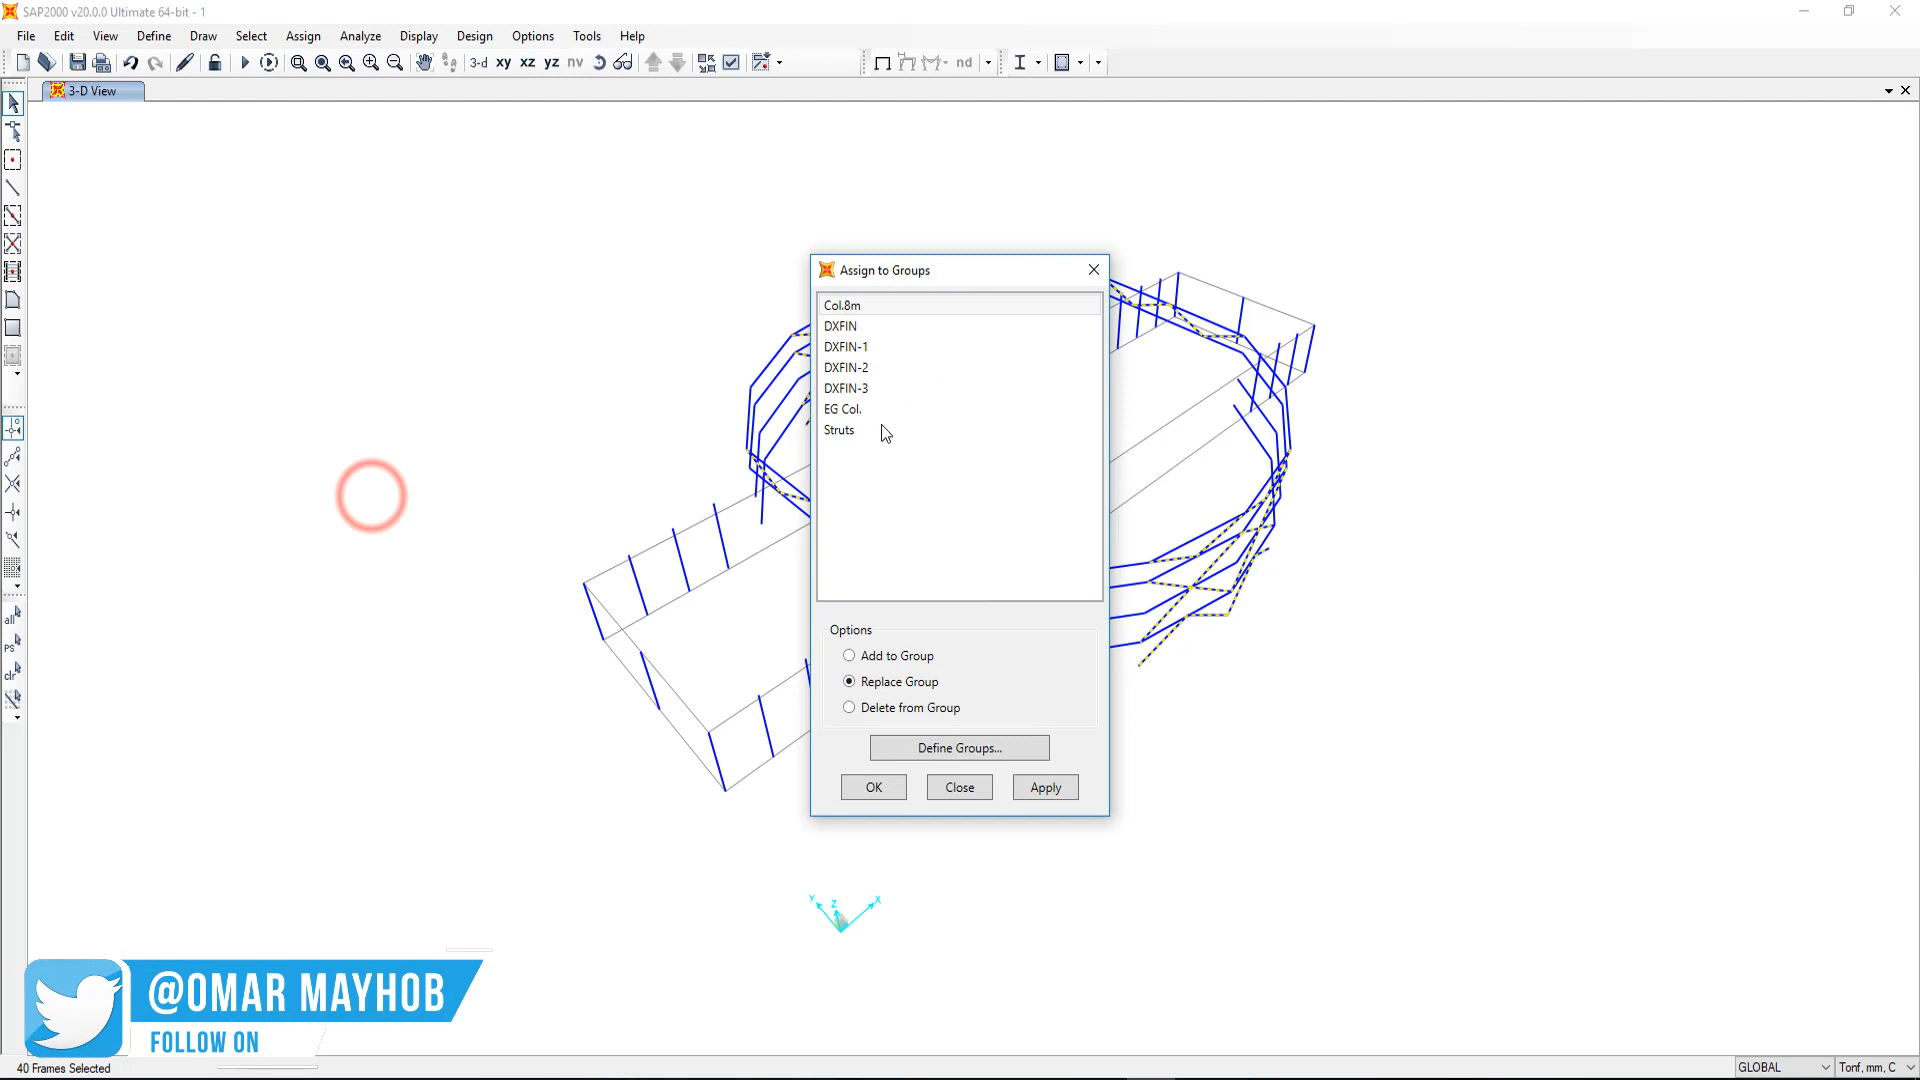 SAP2000 v20.0.0 Ultimate 64-bit - 1
File Edit View Define Draw Select Assign Analyze Display Design Options Tools Help
3-d xy xz yz nv nd
3-D View
Assign to Groups
Col.8m
DXFIN
DXFIN-1
DXFIN-2
DXFIN-3
EG Col.
Struts
Options
Add to Group
Replace Group
Delete from Group
Define Groups...
OK Close Apply
all
PS
clr
Y Z X
@OMAR MAYHOB
FOLLOW ON
40 Frames Selected
GLOBAL Tonf, mm, C